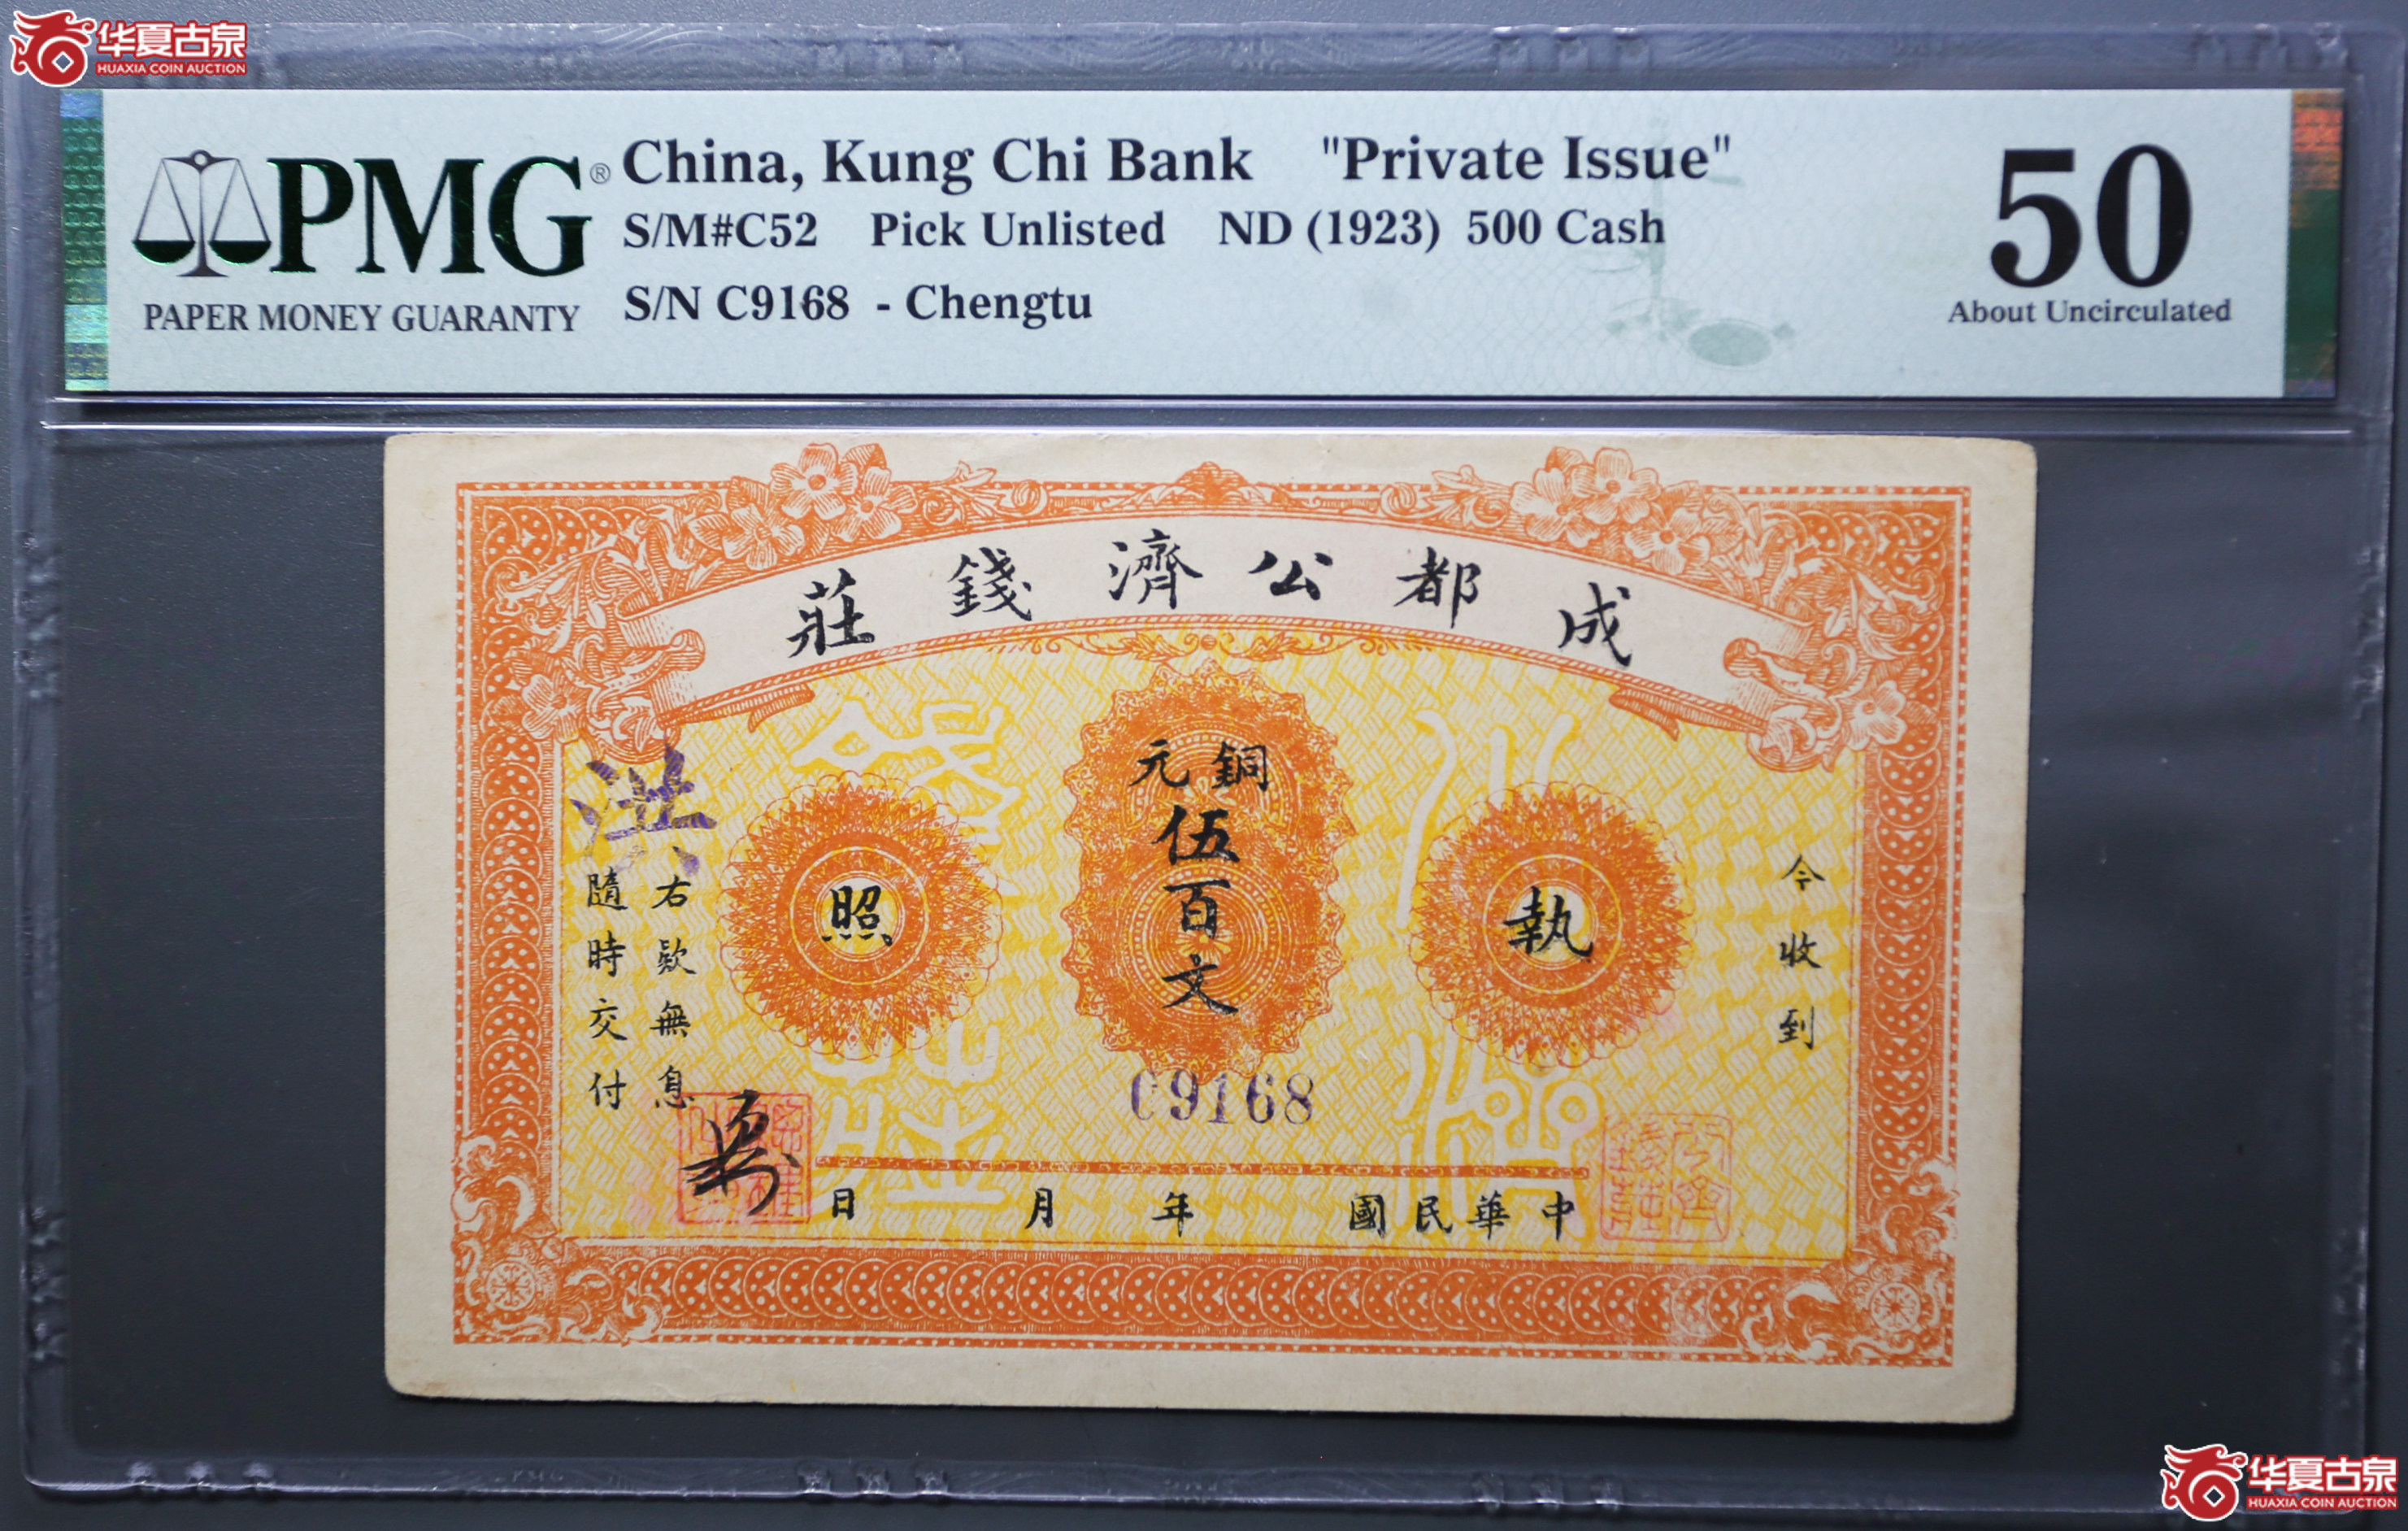 华夏古泉
HUAXIA COIN AUCTION
PMG®
PAPER MONEY GUARANTY
China, Kung Chi Bank "Private Issue"
S/M#C52 Pick Unlisted ND (1923) 500 Cash
S/N C9168 - Chengtu
50
About Uncirculated
成都公濟錢莊
今收到
執
銅元
伍百文
照
洪
右欵無息
隨時交付
C9168
中華民國 年 月 日
华夏古泉
HUAXIA COIN AUCTION